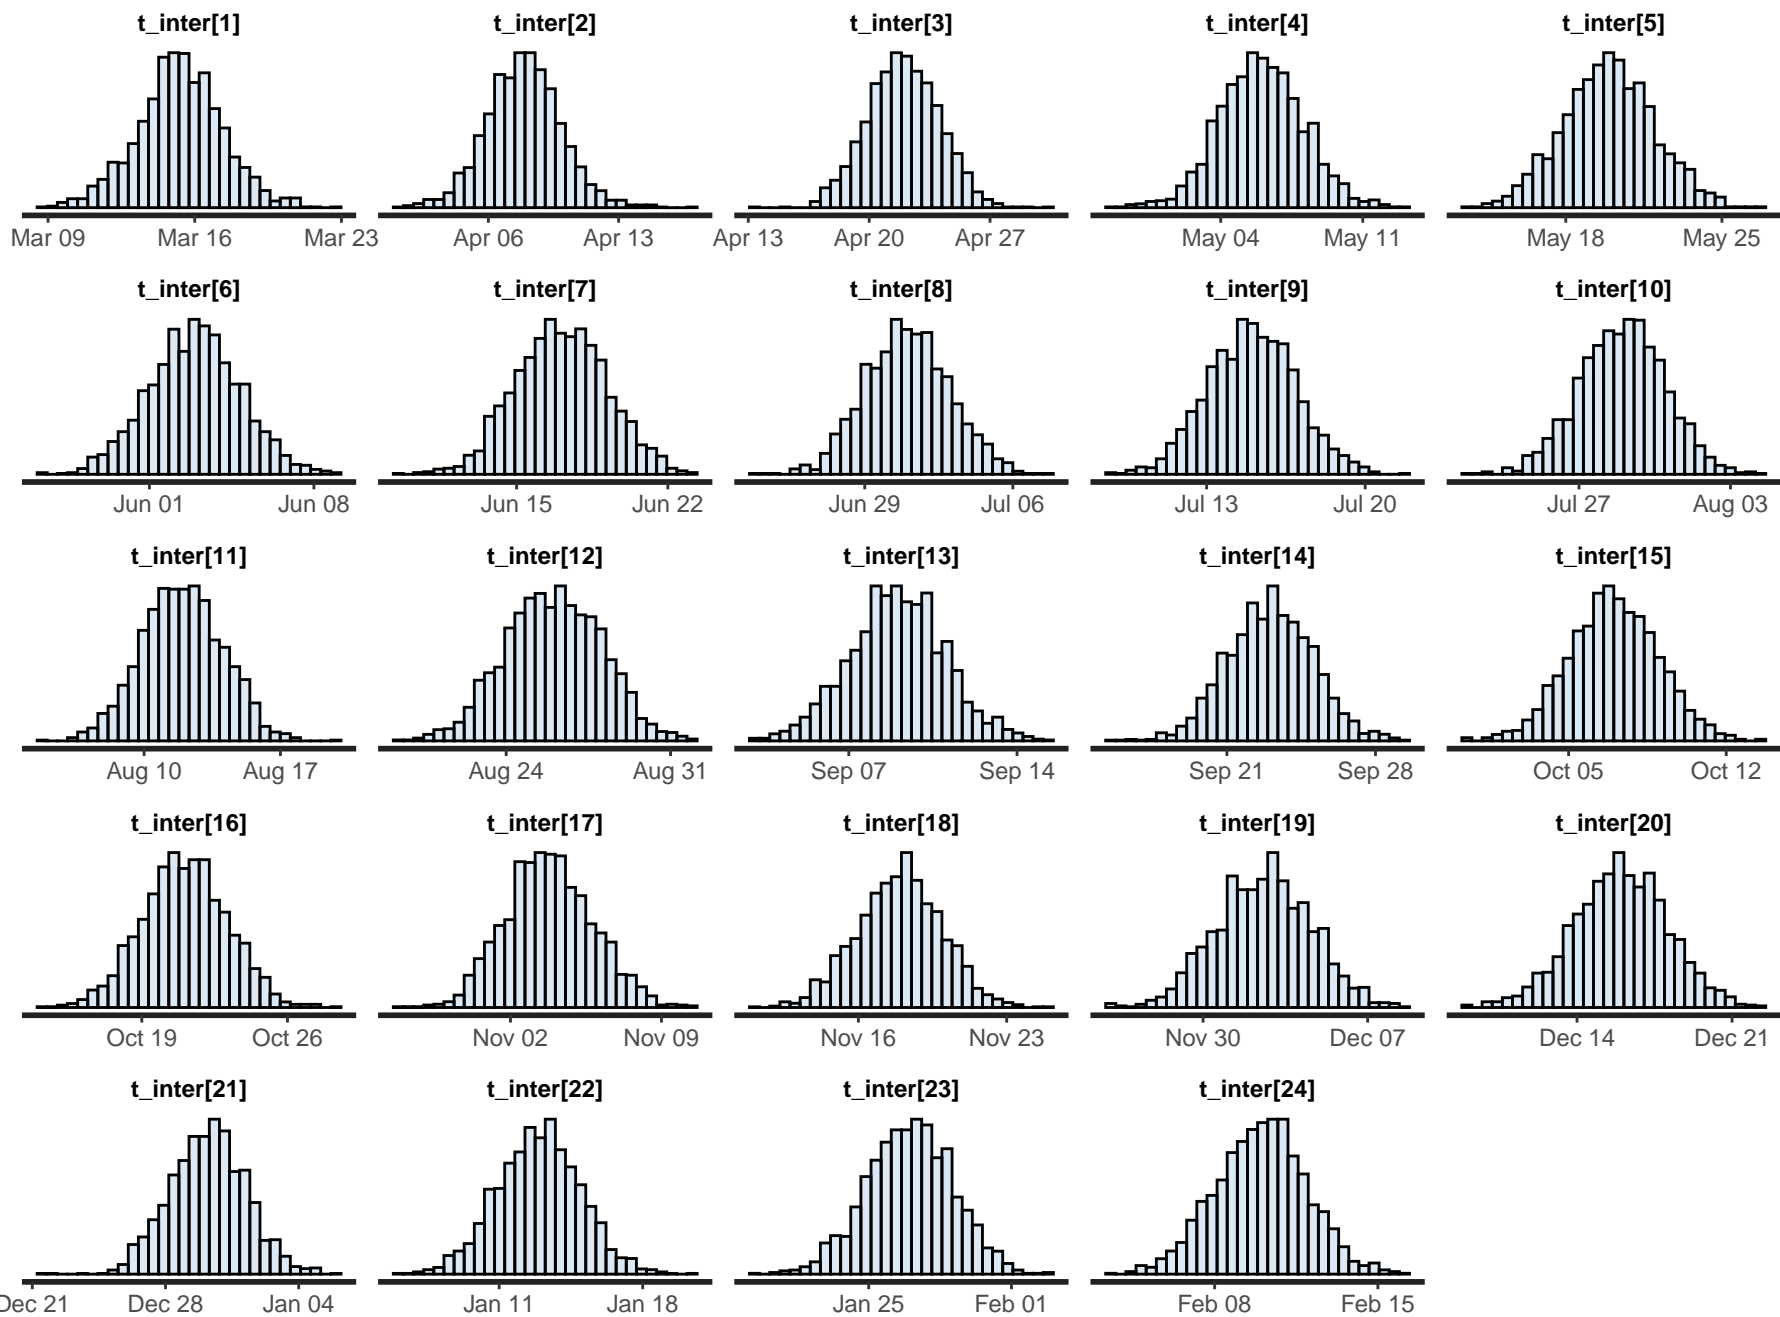 t_inter[1] t_inter[2] t_inter[3] t_inter[4] t_inter[5]
Mar 09 Mar 16 Mar 23 Apr 06 Apr 13 Apr 13 Apr 20 Apr 27 May 04 May 11 May 18 May 25
t_inter[6] t_inter[7] t_inter[8] t_inter[9] t_inter[10]
Jun 01 Jun 08 Jun 15 Jun 22 Jun 29 Jul 06 Jul 13 Jul 20 Jul 27 Aug 03
t_inter[11] t_inter[12] t_inter[13] t_inter[14] t_inter[15]
Aug 10 Aug 17 Aug 24 Aug 31 Sep 07 Sep 14 Sep 21 Sep 28 Oct 05 Oct 12
t_inter[16] t_inter[17] t_inter[18] t_inter[19] t_inter[20]
Oct 19 Oct 26 Nov 02 Nov 09 Nov 16 Nov 23 Nov 30 Dec 07 Dec 14 Dec 21
t_inter[21] t_inter[22] t_inter[23] t_inter[24]
Dec 21 Dec 28 Jan 04 Jan 11 Jan 18 Jan 25 Feb 01 Feb 08 Feb 15